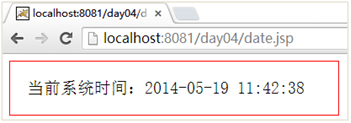 localhost:8081/day04/d
localhost:8081/day04/date.jsp
当前系统时间：2014-05-19 11:42:38